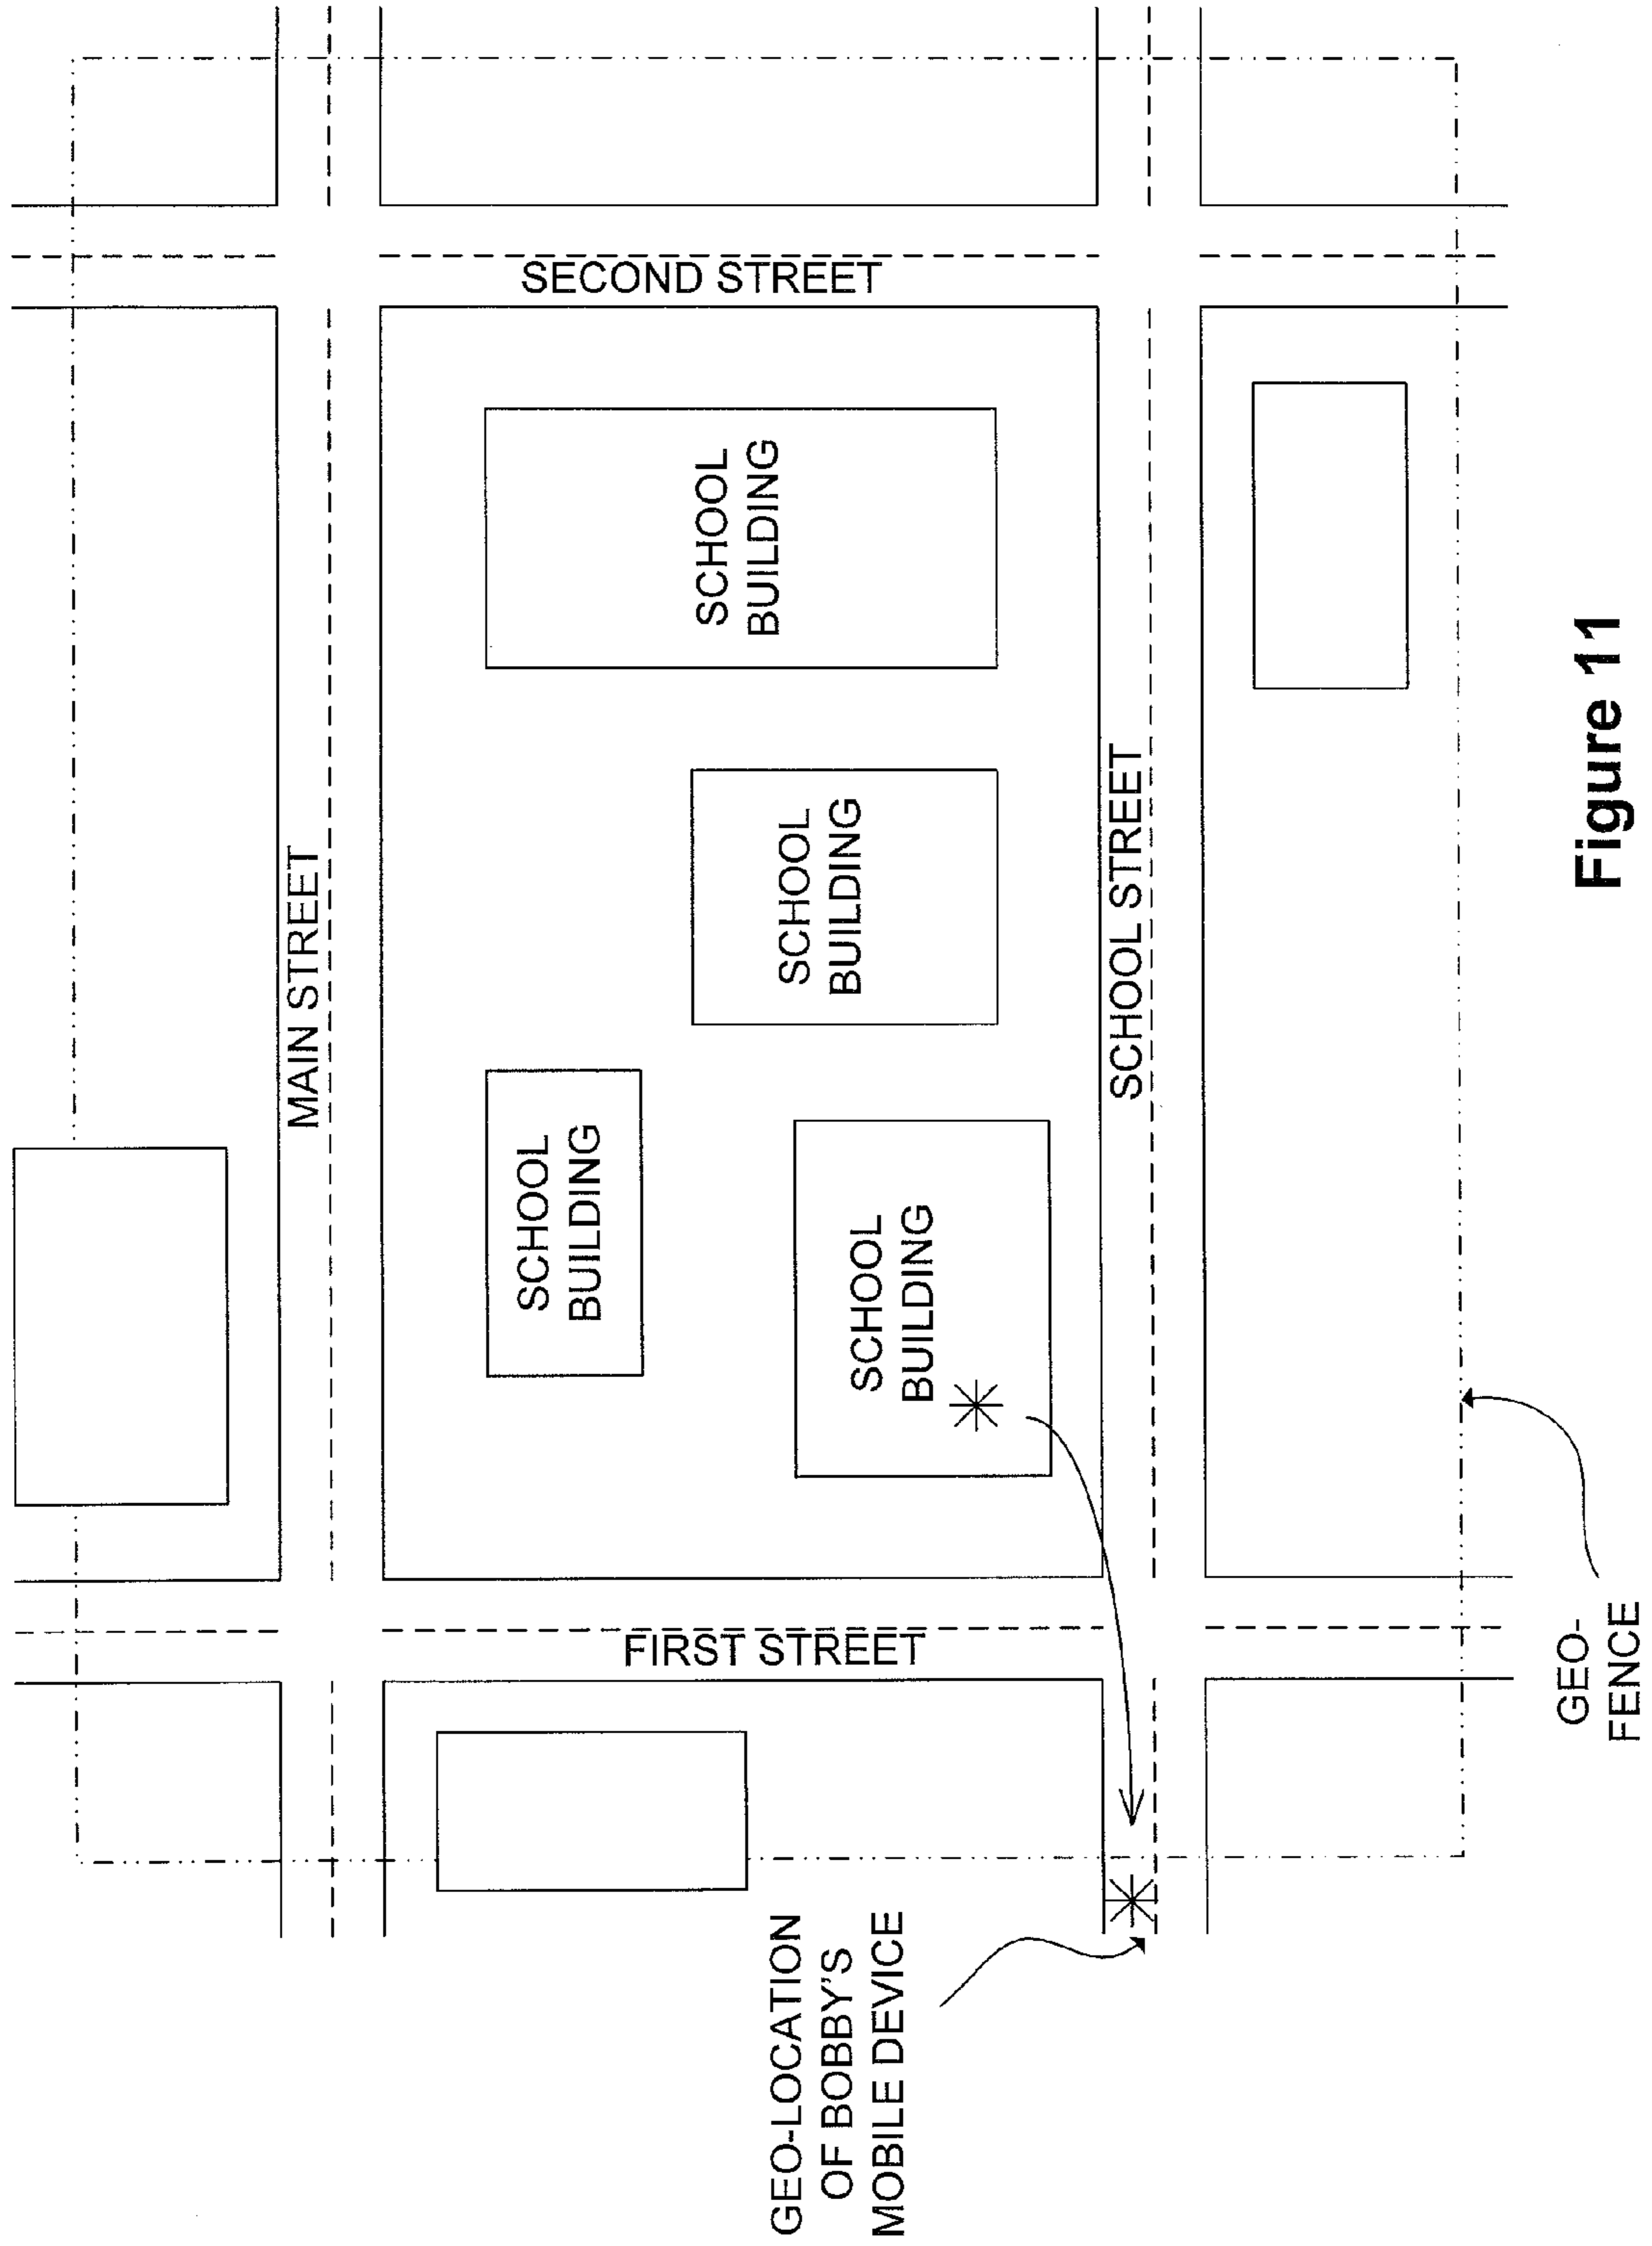 MAIN STREET
SECOND STREET
SCHOOL
BUILDING
SCHOOL
BUILDING
SCHOOL
BUILDING
SCHOOL
BUILDING
FIRST STREET
SCHOOL STREET
GEO-LOCATION
OF BOBBY'S
MOBILE DEVICE
GEO-
FENCE
Figure 11